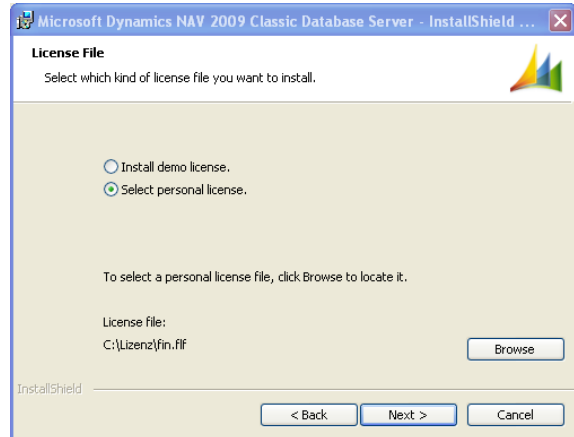 Microsoft Dynamics NAV 2009 Classic Database Server - InstallShield ...
License File
Select which kind of license file you want to install.
Install demo license.
Select personal license.
To select a personal license file, click Browse to locate it.
License file:
C:\Lizenz\fin.flf
Browse
InstallShield
< Back
Next >
Cancel